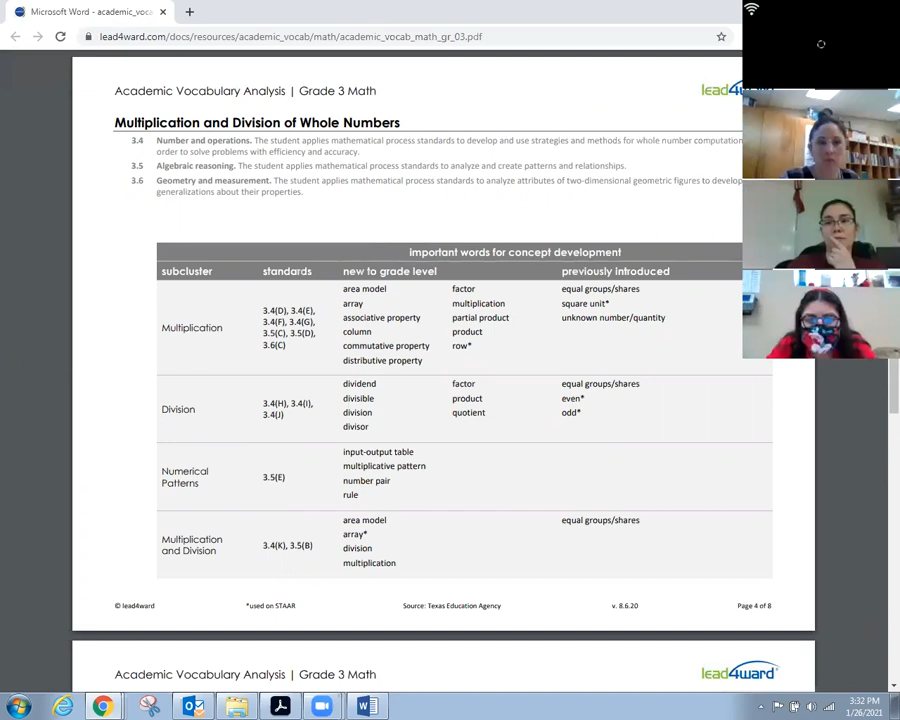 Microsoft Word - academic_voc
lead4ward.com/docs/resources/academic_vocab/math/academic_vocab_math_gr_03.pdf
Academic Vocabulary Analysis | Grade 3 Math
Multiplication and Division of Whole Numbers
3.4 Number and operations. The student applies mathematical process standards to develop and use strategies and methods for whole number computation
order to solve problems with efficiency and accuracy.
3.5 Algebraic reasoning. The student applies mathematical process standards to analyze and create patterns and relationships.
3.6 Geometry and measurement. The student applies mathematical process standards to analyze attributes of two-dimensional geometric figures to develop
generalizations about their properties.
important words for concept development
subcluster standards new to grade level previously introduced
area model factor equal groups/shares
array multiplication square unit*
3.4(D), 3.4(E),
associative property partial product unknown number/quantity
3.4(F), 3.4(G),
Multiplication
column product
3.5(C), 3.5(D),
commutative property row*
3.6(C)
distributive property
dividend factor equal groups/shares
divisible product even*
3.4(H), 3.4(I),
Division
division quotient odd*
3.4(J)
divisor
input-output table
multiplicative pattern
Numerical
Patterns
3.5(E)
number pair
rule
area model equal groups/shares
array*
Multiplication
and Division
3.4(K), 3.5(B)
division
multiplication
© lead4ward *used on STAAR Source: Texas Education Agency v. 8.6.20 Page 4 of 8
Academic Vocabulary Analysis | Grade 3 Math
lead4ward
3:32 PM
1/26/2021